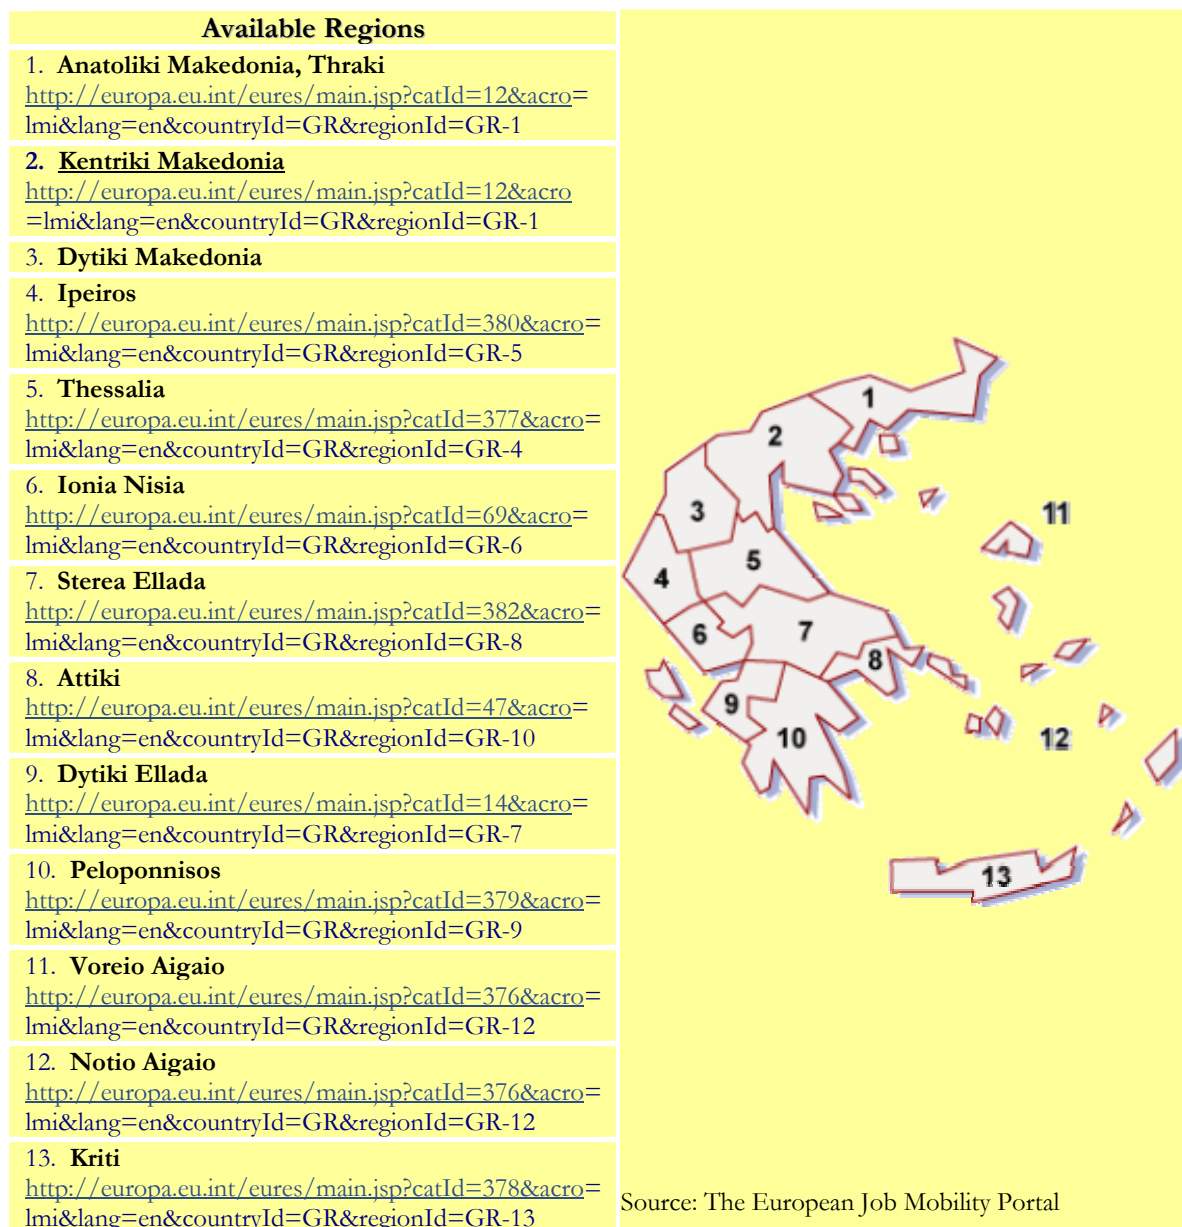 Available Regions
1. Anatoliki Makedonia, Thraki
http://europa.eu.int/eures/main.jsp?catId=12&acro=
lmi&lang=en&countryId=GR&regionId=GR-1
2. Kentriki Makedonia
http://europa.eu.int/eures/main.jsp?catId=12&acro
=lmi&lang=en&countryId=GR&regionId=GR-1
3. Dytiki Makedonia
4. Ipeiros
http://europa.eu.int/eures/main.jsp?catId=380&acro=
lmi&lang=en&countryId=GR&regionId=GR-5
5. Thessalia
http://europa.eu.int/eures/main.jsp?catId=377&acro=
lmi&lang=en&countryId=GR&regionId=GR-4
6. Ionia Nisia
http://europa.eu.int/eures/main.jsp?catId=69&acro=
lmi&lang=en&countryId=GR&regionId=GR-6
7. Sterea Ellada
http://europa.eu.int/eures/main.jsp?catId=382&acro=
lmi&lang=en&countryId=GR&regionId=GR-8
8. Attiki
http://europa.eu.int/eures/main.jsp?catId=47&acro=
lmi&lang=en&countryId=GR&regionId=GR-10
9. Dytiki Ellada
http://europa.eu.int/eures/main.jsp?catId=14&acro=
lmi&lang=en&countryId=GR&regionId=GR-7
10. Peloponnisos
http://europa.eu.int/eures/main.jsp?catId=379&acro=
lmi&lang=en&countryId=GR&regionId=GR-9
11. Voreio Aigaio
http://europa.eu.int/eures/main.jsp?catId=376&acro=
lmi&lang=en&countryId=GR&regionId=GR-12
12. Notio Aigaio
http://europa.eu.int/eures/main.jsp?catId=376&acro=
lmi&lang=en&countryId=GR&regionId=GR-12
13. Kriti
http://europa.eu.int/eures/main.jsp?catId=378&acro=
lmi&lang=en&countryId=GR&regionId=GR-13
1
2
3
11
5
4
6
7
8
9
10
12
13
Source: The European Job Mobility Portal